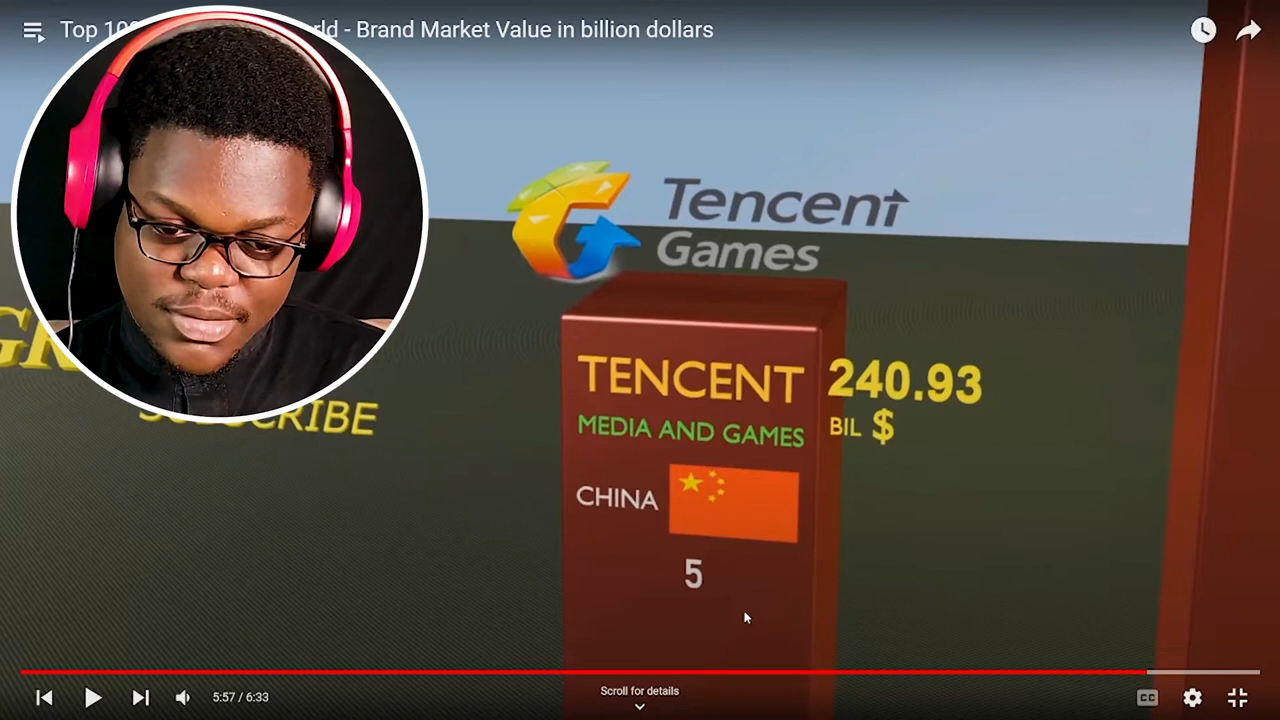 Top 10 rld - Brand Market Value in billion dollars
Tencent
Games
TENCENT
240.93
MEDIA AND GAMES
BIL $
CHINA
5
5:57 / 6:33
Scroll for details
CC